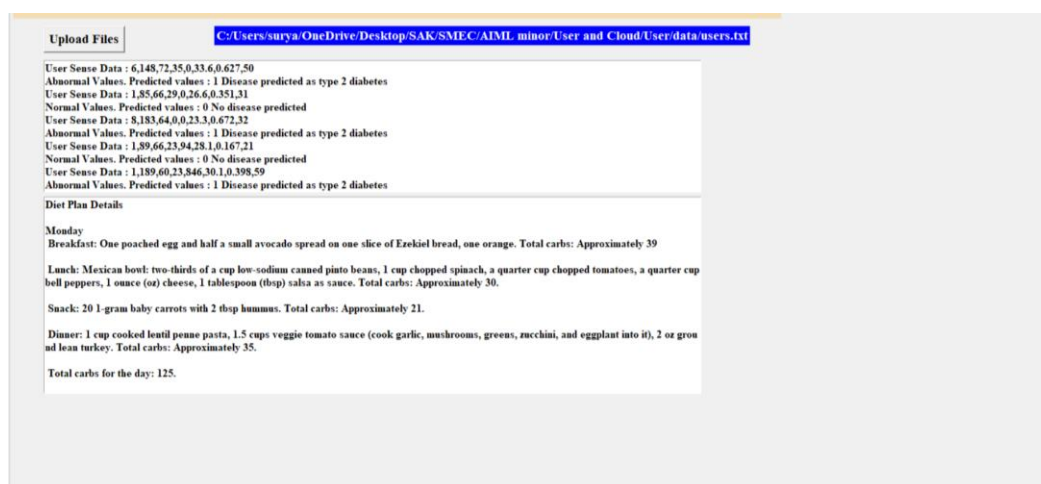 Upload Files
C:/Users/surya/OneDrive/Desktop/SAK/SMEC/AIML minor/User and Cloud/User/data/users.txt
User Sense Data : 6,148,72,35,0,33.6,0.627,50
Abnormal Values. Predicted values : 1 Disease predicted as type 2 diabetes
User Sense Data : 1,85,66,29,0,26.6,0.351,31
Normal Values. Predicted values : 0 No disease predicted
User Sense Data : 8,183,64,0,0,23.3,0.672,32
Abnormal Values. Predicted values : 1 Disease predicted as type 2 diabetes
User Sense Data : 1,89,66,23,94,28.1,0.167,21
Normal Values. Predicted values : 0 No disease predicted
User Sense Data : 1,189,60,23,846,30.1,0.398,59
Abnormal Values. Predicted values : 1 Disease predicted as type 2 diabetes
Diet Plan Details
Monday
Breakfast: One poached egg and half a small avocado spread on one slice of Ezekiel bread, one orange. Total carbs: Approximately 39
Lunch: Mexican bowl: two-thirds of a cup low-sodium canned pinto beans, 1 cup chopped spinach, a quarter cup chopped tomatoes, a quarter cup
bell peppers, 1 ounce (oz) cheese, 1 tablespoon (tbsp) salsa as sauce. Total carbs: Approximately 30.
Snack: 20 1-gram baby carrots with 2 tbsp hummus. Total carbs: Approximately 21.
Dinner: 1 cup cooked lentil penne pasta, 1.5 cups veggie tomato sauce (cook garlic, mushrooms, greens, zucchini, and eggplant into it), 2 oz grou
nd lean turkey. Total carbs: Approximately 35.
Total carbs for the day: 125.